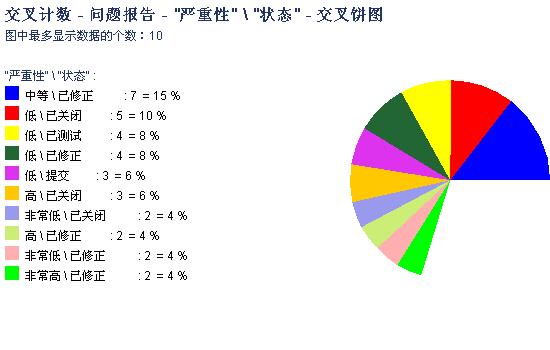 交叉计数 - 问题报告 - "严重性" \ "状态" - 交叉饼图
图中最多显示数据的个数：10
"严重性" \ "状态" :
中等 \ 已修正 : 7 = 15 %
低 \ 已关闭 : 5 = 10 %
低 \ 已测试 : 4 = 8 %
低 \ 已修正 : 4 = 8 %
低 \ 提交 : 3 = 6 %
高 \ 已关闭 : 3 = 6 %
非常低 \ 已关闭 : 2 = 4 %
高 \ 已修正 : 2 = 4 %
非常低 \ 已修正 : 2 = 4 %
非常高 \ 已修正 : 2 = 4 %